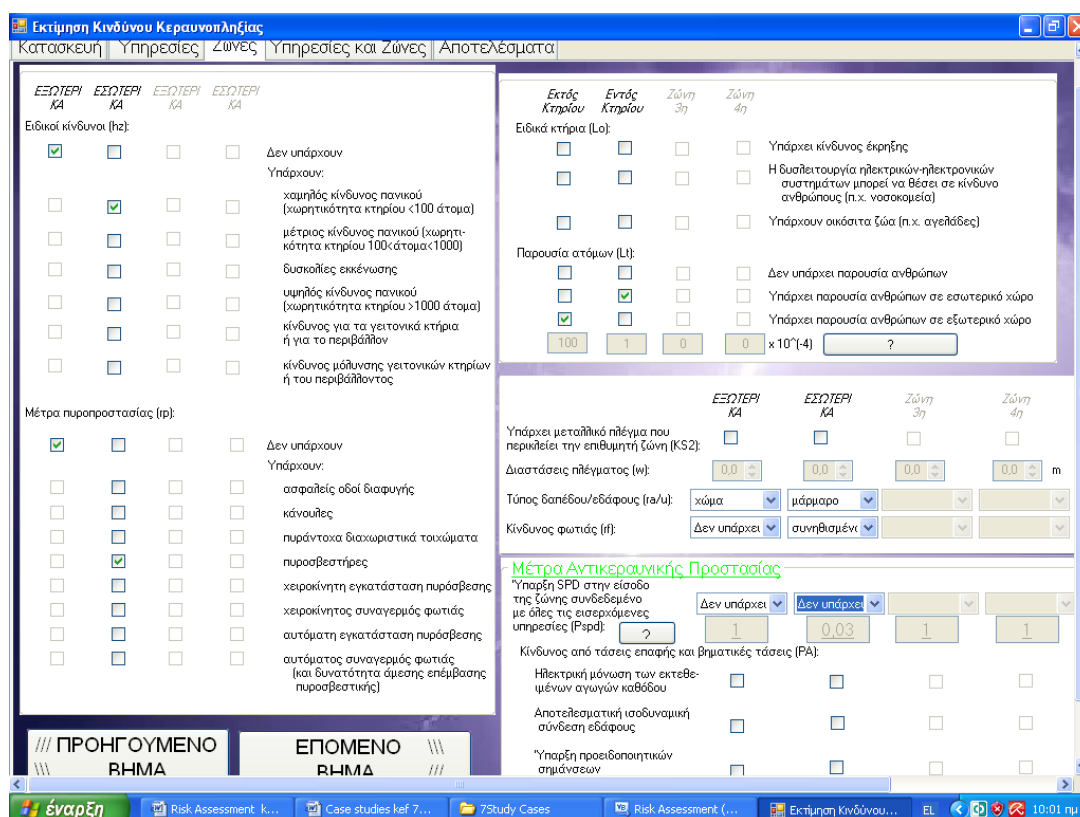 Εκτίμηση Κινδύνου Κεραυνοπληξίας
Κατασκευή Υπηρεσίες Ζώνες Υπηρεσίες και Ζώνες Αποτελέσματα
ΕΞΩΤΕΡΙ ΕΣΩΤΕΡΙ ΕΞΩΤΕΡΙ ΕΣΩΤΕΡΙ
ΚΑ ΚΑ ΚΑ ΚΑ
Ειδικοί κίνδυνοι (hz):
Δεν υπάρχουν
Υπάρχουν:
χαμηλός κίνδυνος πανικού
(χωρητικότητα κτηρίου <100 άτομα)
μέτριος κίνδυνος πανικού (χωρητι-
κότητα κτηρίου 100<άτομα<1000)
δυσκολίες εκκένωσης
υψηλός κίνδυνος πανικού
(χωρητικότητα κτηρίου >1000 άτομα)
κίνδυνος για τα γειτονικά κτήρια
ή για το περιβάλλον
κίνδυνος μόλυνσης γειτονικών κτηρίων
ή του περιβάλλοντος
Μέτρα πυροπροστασίας (rp):
Δεν υπάρχουν
Υπάρχουν:
ασφαλείς οδοί διαφυγής
κάνουλες
πυράντοχα διαχωριστικά τοιχώματα
πυροσβεστήρες
χειροκίνητη εγκατάσταση πυρόσβεσης
χειροκίνητος συναγερμός φωτιάς
αυτόματη εγκατάσταση πυρόσβεσης
αυτόματος συναγερμός φωτιάς
(και δυνατότητα άμεσης επέμβασης
πυροσβεστικής)
/// ΠΡΟΗΓΟΥΜΕΝΟ
\\\ ΒΗΜΑ
ΕΠΟΜΕΝΟ \\\
ΒΗΜΑ ///
Εκτός Εντός Ζώνη Ζώνη
Κτηρίου Κτηρίου 3η 4η
Ειδικά κτήρια (Lo):
Υπάρχει κίνδυνος έκρηξης
Η δυσλειτουργία ηλεκτρικών-ηλεκτρονικών
συστημάτων μπορεί να θέσει σε κίνδυνο
ανθρώπους (π.χ. νοσοκομεία)
Υπάρχουν οικόσιτα ζώα (π.χ. αγελάδες)
Παρουσία ατόμων (Lt):
Δεν υπάρχει παρουσία ανθρώπων
Υπάρχει παρουσία ανθρώπων σε εσωτερικό χώρο
Υπάρχει παρουσία ανθρώπων σε εξωτερικό χώρο
100 1 0 0 x 10^(-4) ?
ΕΞΩΤΕΡΙ ΕΣΩΤΕΡΙ Ζώνη Ζώνη
ΚΑ ΚΑ 3η 4η
Υπάρχει μεταλλικό πλέγμα που
περικλείει την επιθυμητή ζώνη (KS2):
Διαστάσεις πλέγματος (w): 0,0 0,0 0,0 0,0 m
Τύπος δαπέδου/εδάφους (ra/u): χώμα μάρμαρο
Κίνδυνος φωτιάς (rf): Δεν υπάρχει συνηθισμένο
Μέτρα Αντικεραυνικής Προστασίας
Ύπαρξη SPD στην είσοδο
της ζώνης συνδεδεμένο
με όλες τις εισερχόμενες
υπηρεσίες (Pspd): ?
Δεν υπάρχει Δεν υπάρχει
1 0,03 1 1
Κίνδυνος από τάσεις επαφής και βηματικές τάσεις (PA):
Ηλεκτρική μόνωση των εκτεθε-
ιμένων αγωγών καθόδου
Αποτελεσματική ισοδυναμική
σύνδεση εδάφους
Ύπαρξη προειδοποιητικών
σημάνσεων
έναρξη Risk Assessment k... Case studies kef 7... 7Study Cases Risk Assessment (... Εκτίμηση Κινδύνου... EL 10:01 πμ